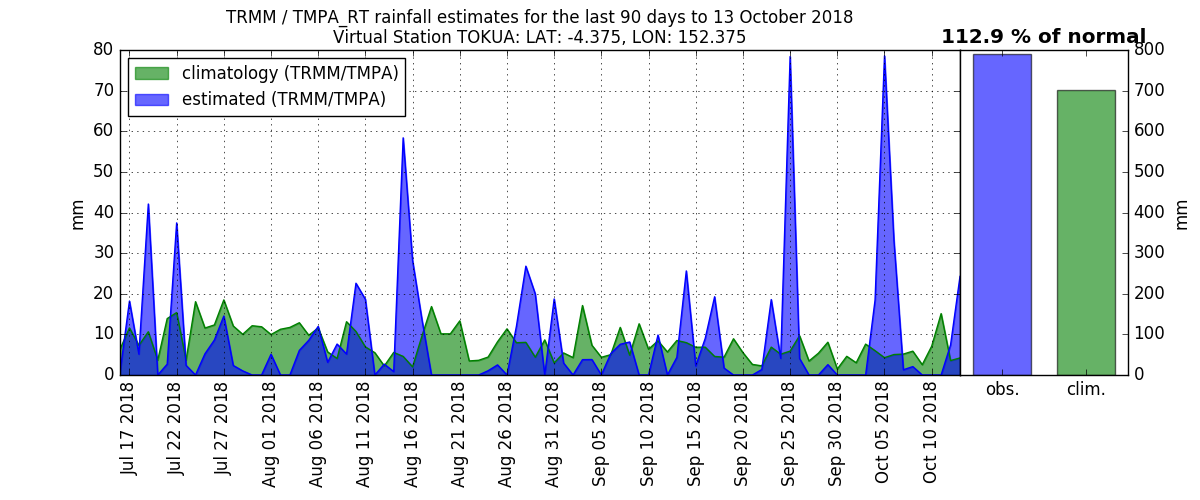 TRMM / TMPA_RT rainfall estimates for the last 90 days to 13 October 2018
Virtual Station TOKUA: LAT: -4.375, LON: 152.375
112.9 % of normal
climatology (TRMM/TMPA)
estimated (TRMM/TMPA)
mm
80
70
60
50
40
30
20
10
0
Jul 17 2018
Jul 22 2018
Jul 27 2018
Aug 01 2018
Aug 06 2018
Aug 11 2018
Aug 16 2018
Aug 21 2018
Aug 26 2018
Aug 31 2018
Sep 05 2018
Sep 10 2018
Sep 15 2018
Sep 20 2018
Sep 25 2018
Sep 30 2018
Oct 05 2018
Oct 10 2018
800
700
600
500
400
300
200
100
0
mm
obs.
clim.